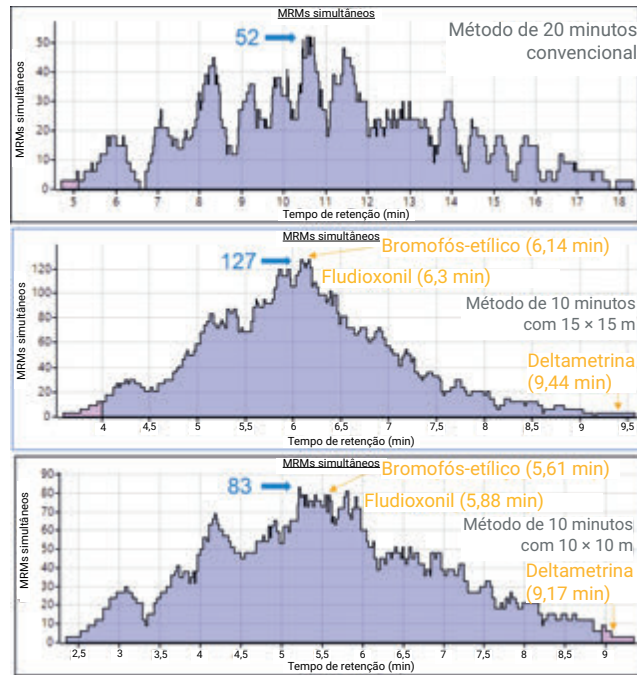 MRMs simultâneos
Método de 20 minutos
convencional
52
MRMs simultâneos
50
40
30
20
10
0
5 6 7 8 9 10 11 12 13 14 15 16 17 18
Tempo de retenção (min)
MRMs simultâneos
Bromofós-etílico (6,14 min)
127
Fludioxonil (6,3 min)
Método de 10 minutos
com 15 × 15 m
Deltametrina
(9,44 min)
MRMs simultâneos
120
100
80
60
40
20
0
4 4,5 5 5,5 6 6,5 7 7,5 8 8,5 9 9,5
Tempo de retenção (min)
MRMs simultâneos
Bromofós-etílico (5,61 min)
83
Fludioxonil (5,88 min)
Método de 10 minutos
com 10 × 10 m
Deltametrina
(9,17 min)
MRMs simultâneos
90
80
70
60
50
40
30
20
10
0
2,5 3 3,5 4 4,5 5 5,5 6 6,5 7 7,5 8 8,5 9
Tempo de retenção (min)